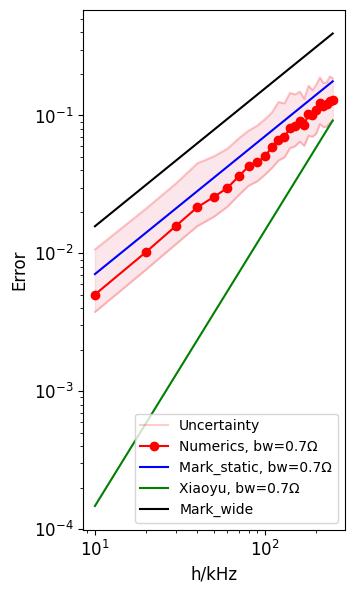 Error
10⁻¹
10⁻²
10⁻³
10⁻⁴
Uncertainty
Numerics, bw=0.7Ω
Mark_static, bw=0.7Ω
Xiaoyu, bw=0.7Ω
Mark_wide
10¹
10²
h/kHz